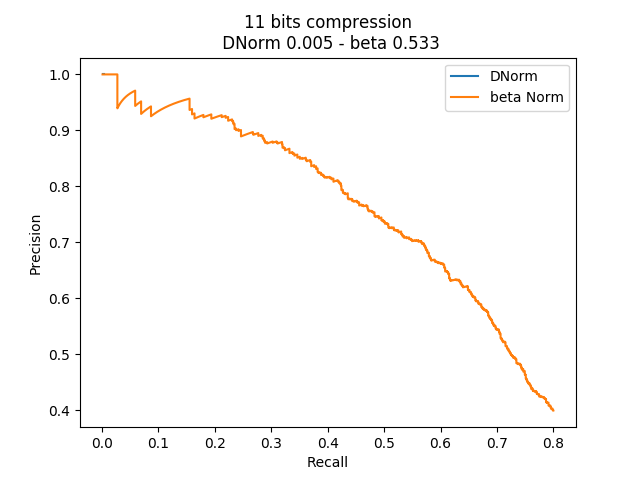 11 bits compression
DNorm 0.005 - beta 0.533
DNorm
beta Norm
Precision
1.0
0.9
0.8
0.7
0.6
0.5
0.4
0.0 0.1 0.2 0.3 0.4 0.5 0.6 0.7 0.8
Recall